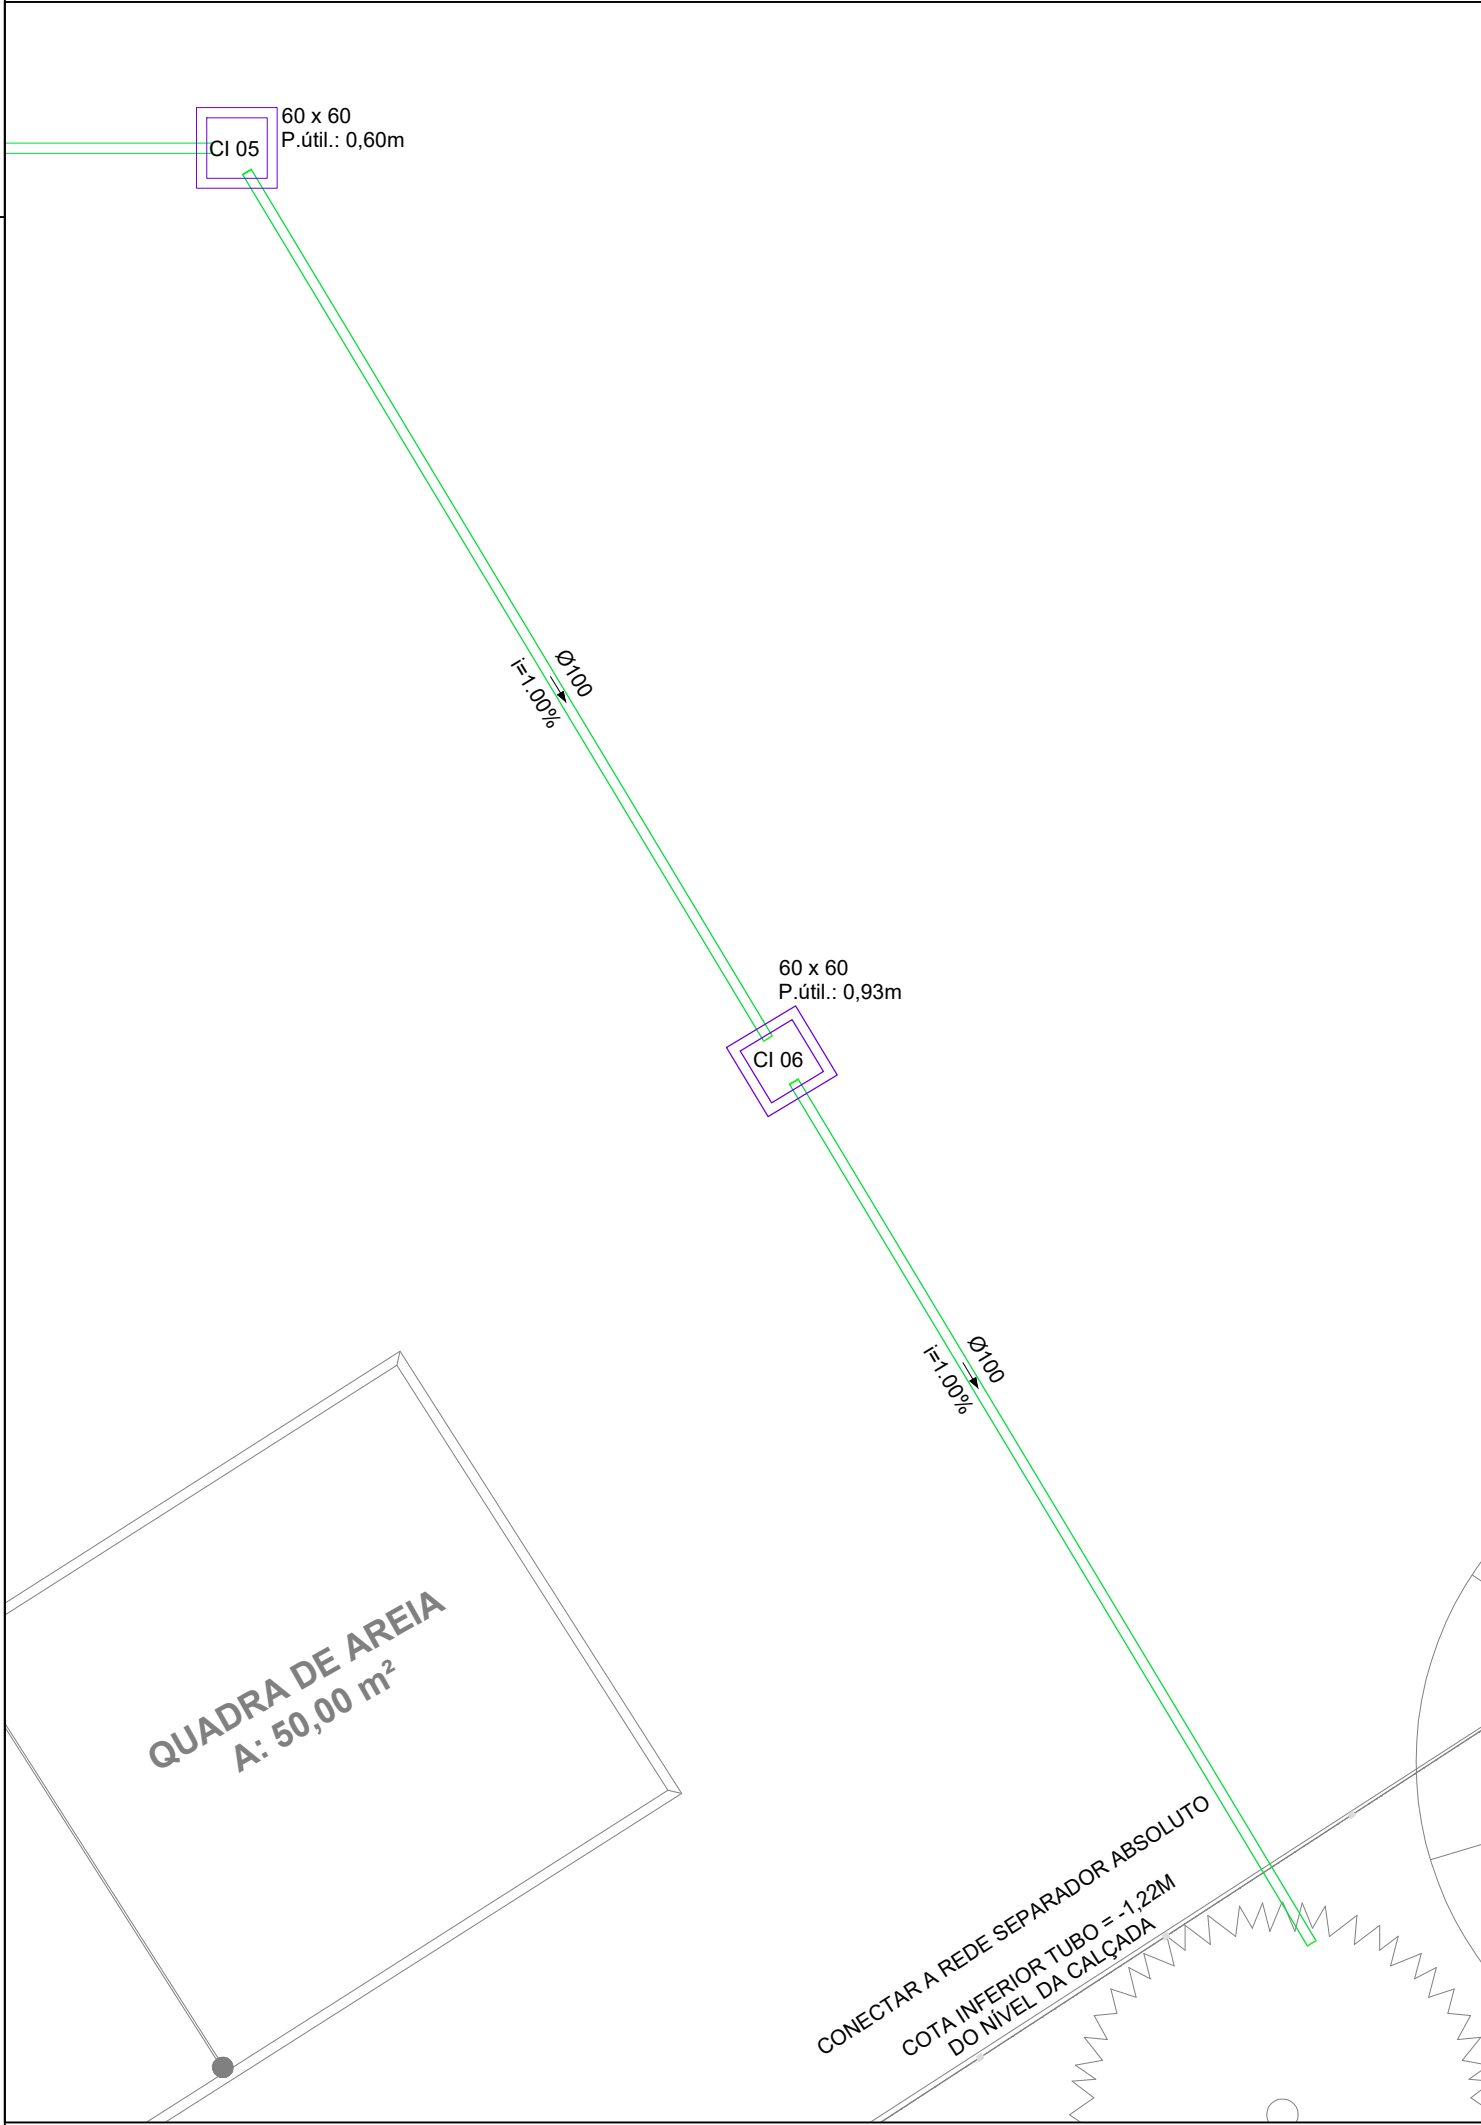 60 x 60
P.útil.: 0,60m
CI 05
Ø100
i=1.00%
60 x 60
P.útil.: 0,93m
CI 06
Ø100
i=1.00%
QUADRA DE AREIA
A: 50,00 m²
CONECTAR A REDE SEPARADOR ABSOLUTO
COTA INFERIOR TUBO = -1,22M
DO NÍVEL DA CALÇADA